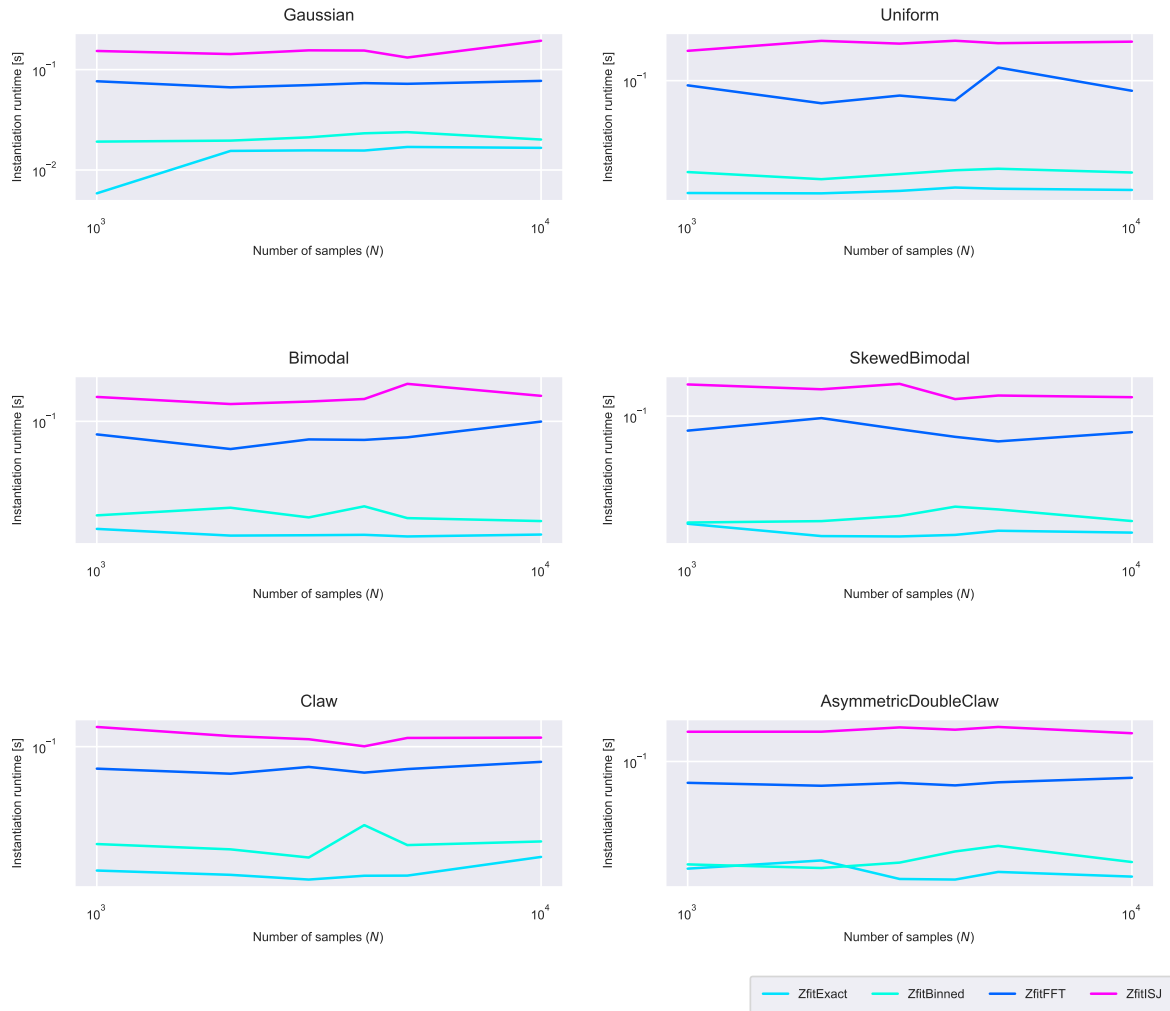 Gaussian
Uniform
Instantiation runtime [s]
10^−1
10^−2
10^3
10^4
Number of samples (N)
Instantiation runtime [s]
10^−1
10^3
10^4
Number of samples (N)
Bimodal
SkewedBimodal
Instantiation runtime [s]
10^−1
10^3
10^4
Number of samples (N)
Instantiation runtime [s]
10^−1
10^3
10^4
Number of samples (N)
Claw
AsymmetricDoubleClaw
Instantiation runtime [s]
10^−1
10^3
10^4
Number of samples (N)
Instantiation runtime [s]
10^−1
10^3
10^4
Number of samples (N)
ZfitExact ZfitBinned ZfitFFT ZfitISJ